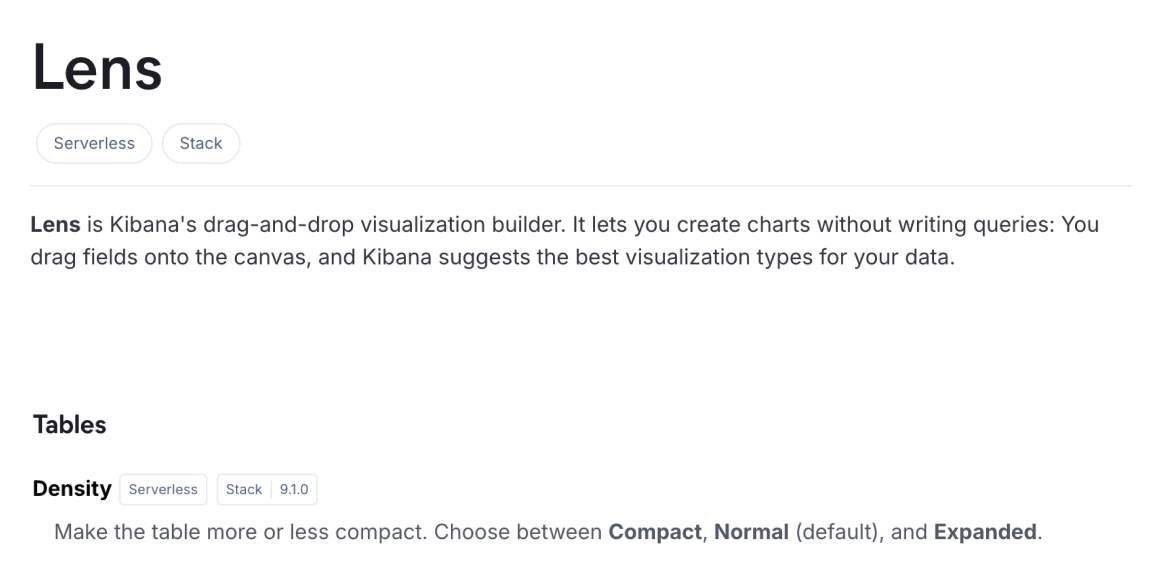 Lens
Serverless Stack
Lens is Kibana's drag-and-drop visualization builder. It lets you create charts without writing queries: You
drag fields onto the canvas, and Kibana suggests the best visualization types for your data.
Tables
Density Serverless Stack 9.1.0
Make the table more or less compact. Choose between Compact, Normal (default), and Expanded.